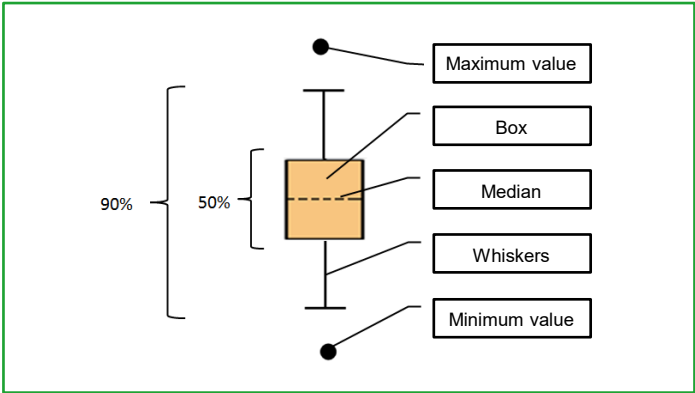 Maximum value
Box
Median
Whiskers
Minimum value
90%
50%